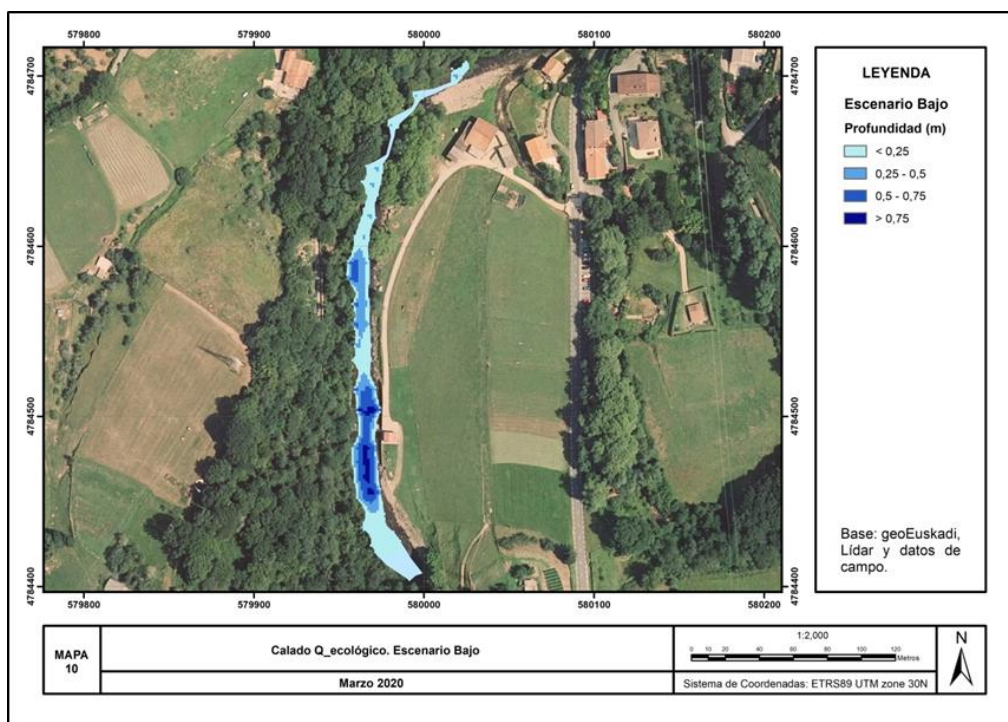 579800 579900 580000 580100 580200
4784700
4784600
4784500
4784400
4784700
4784600
4784500
4784400
579800 579900 580000 580100 580200
LEYENDA
Escenario Bajo
Profundidad (m)
< 0,25
0,25 - 0,5
0,5 - 0,75
> 0,75
Base: geoEuskadi,
Lídar y datos de
campo.
MAPA
10
Calado Q_ecológico. Escenario Bajo
Marzo 2020
1:2,000
0 10 20 40 60 80 100 120
Metros
Sistema de Coordenadas: ETRS89 UTM zone 30N
N